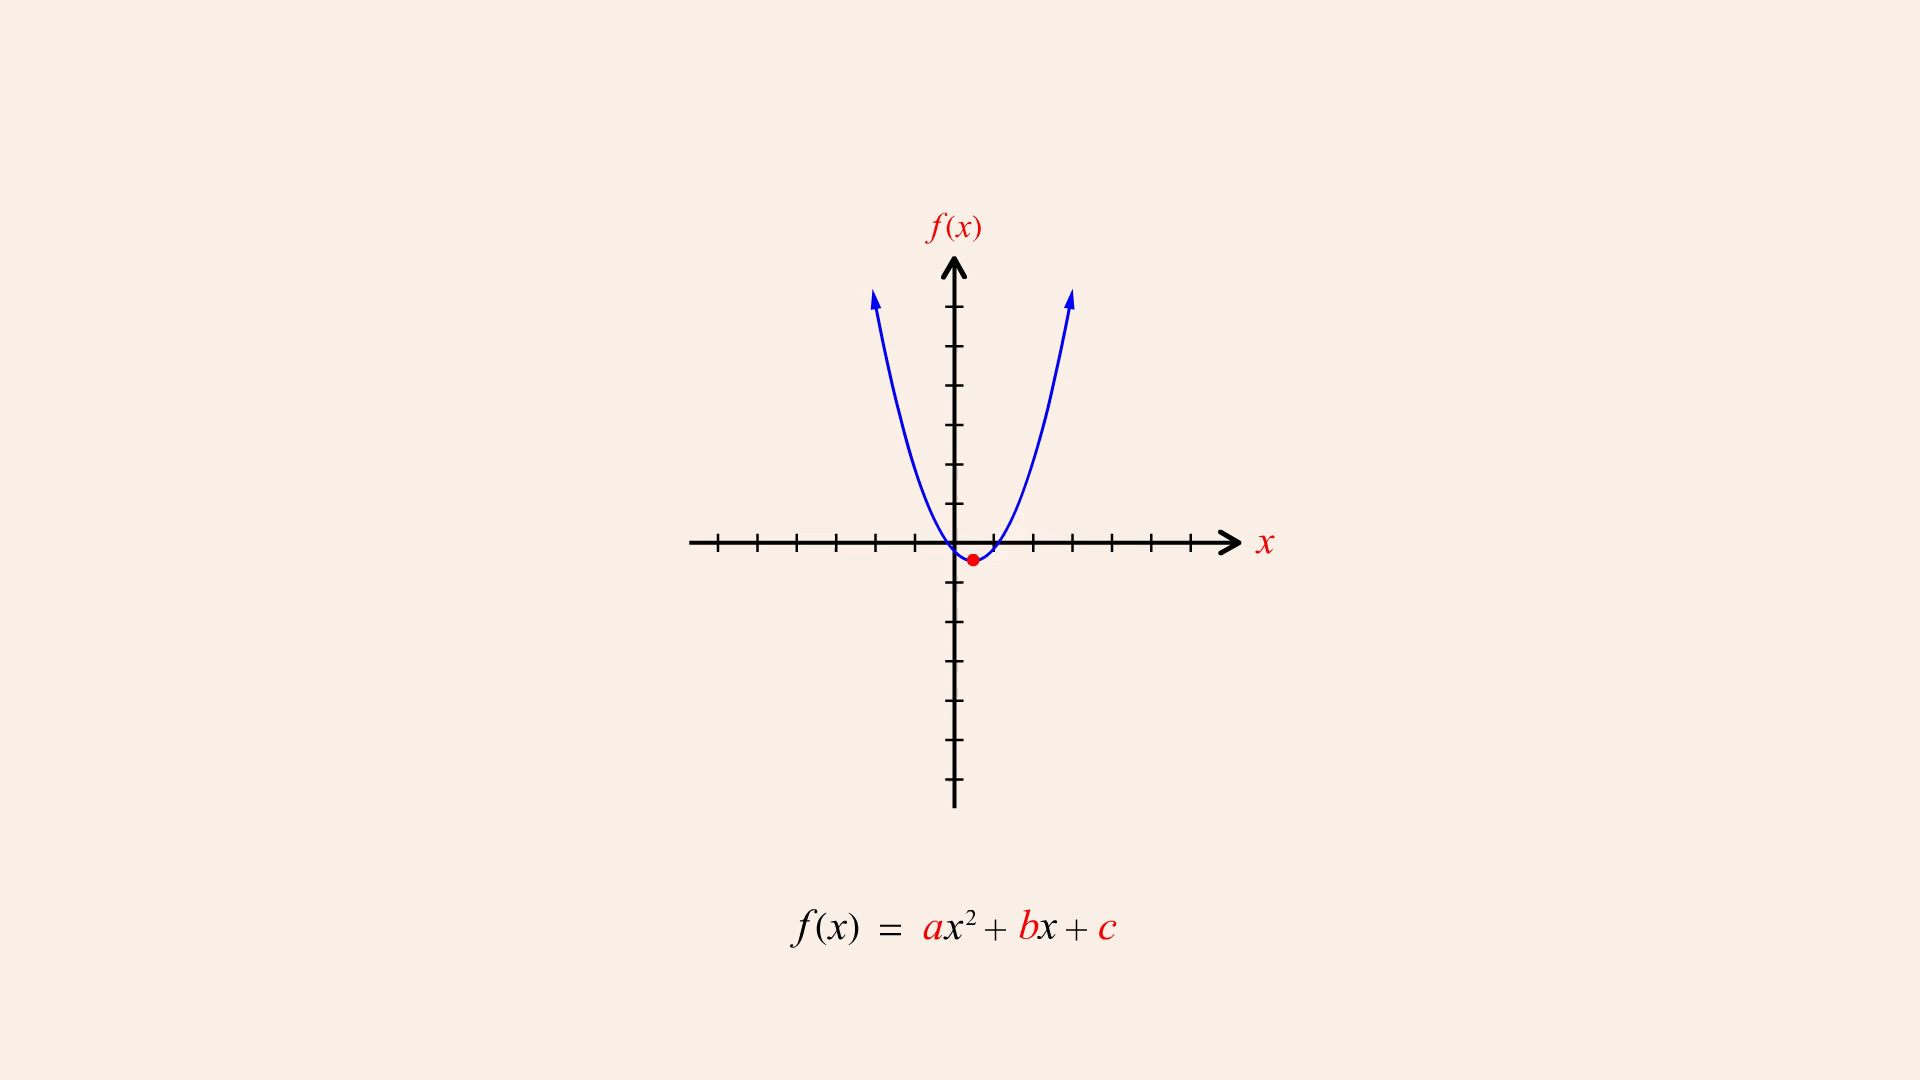 f(x)
x
f(x) = ax² + bx + c